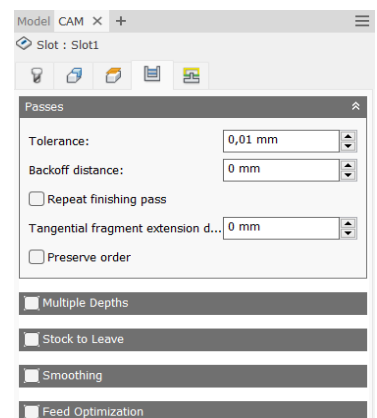 Model CAM × +
Slot : Slot1
Passes
Tolerance: 0,01 mm
Backoff distance: 0 mm
Repeat finishing pass
Tangential fragment extension d... 0 mm
Preserve order
Multiple Depths
Stock to Leave
Smoothing
Feed Optimization